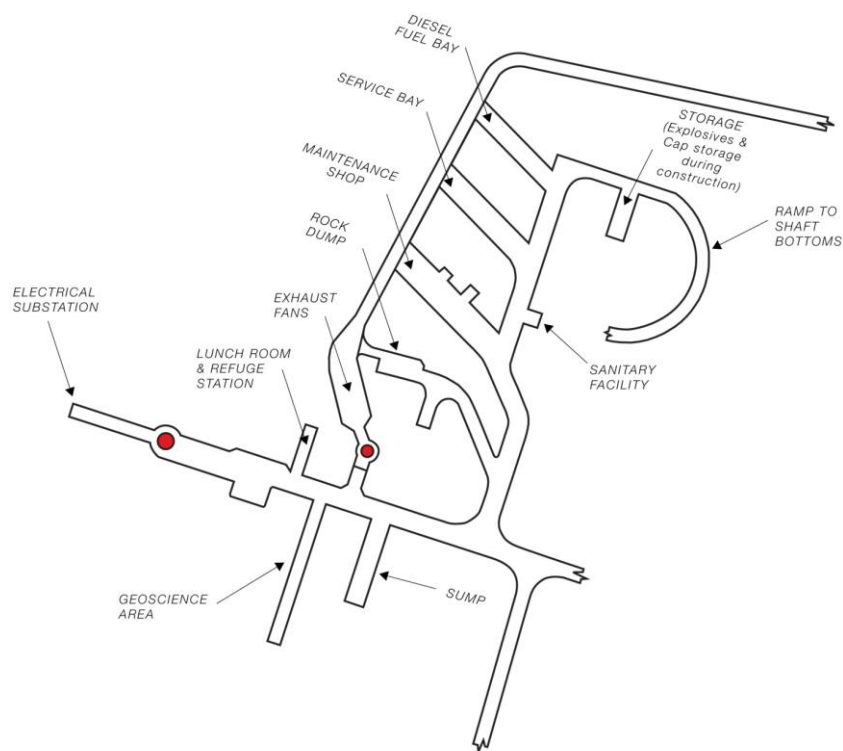 DIESEL
FUEL BAY
SERVICE BAY
STORAGE
(Explosives &
Cap storage
during
construction)
MAINTENANCE
SHOP
RAMP TO
SHAFT
BOTTOMS
ROCK
DUMP
ELECTRICAL
SUBSTATION
EXHAUST
FANS
LUNCH ROOM
& REFUGE
STATION
SANITARY
FACILITY
GEOSCIENCE
AREA
SUMP